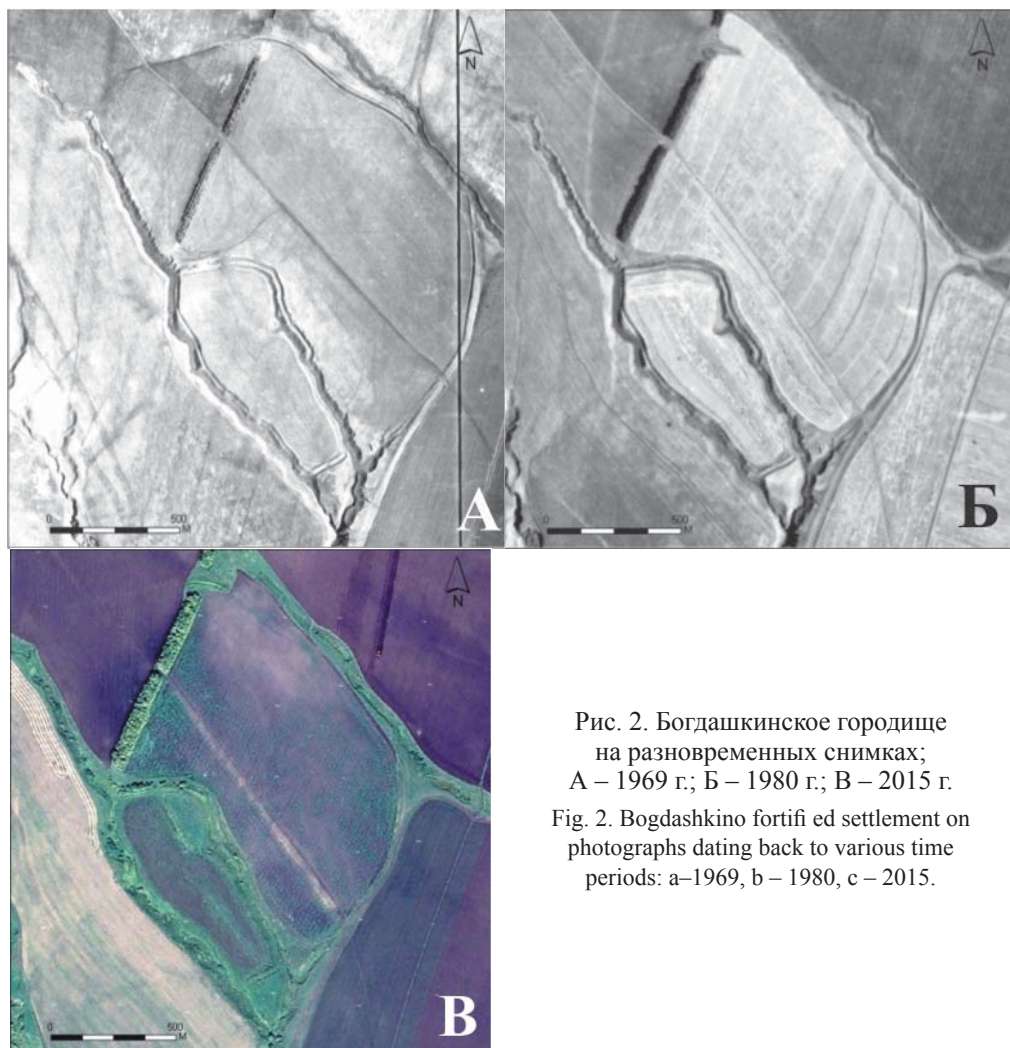 N
0
500
М
А
N
0
500
М
Б
N
0
500
М
В
Рис. 2. Богдашкинское городище
на разновременных снимках;
А – 1969 г.; Б – 1980 г.; В – 2015 г.
Fig. 2. Bogdashkino fortifi ed settlement on
photographs dating back to various time
periods: a–1969, b – 1980, c – 2015.